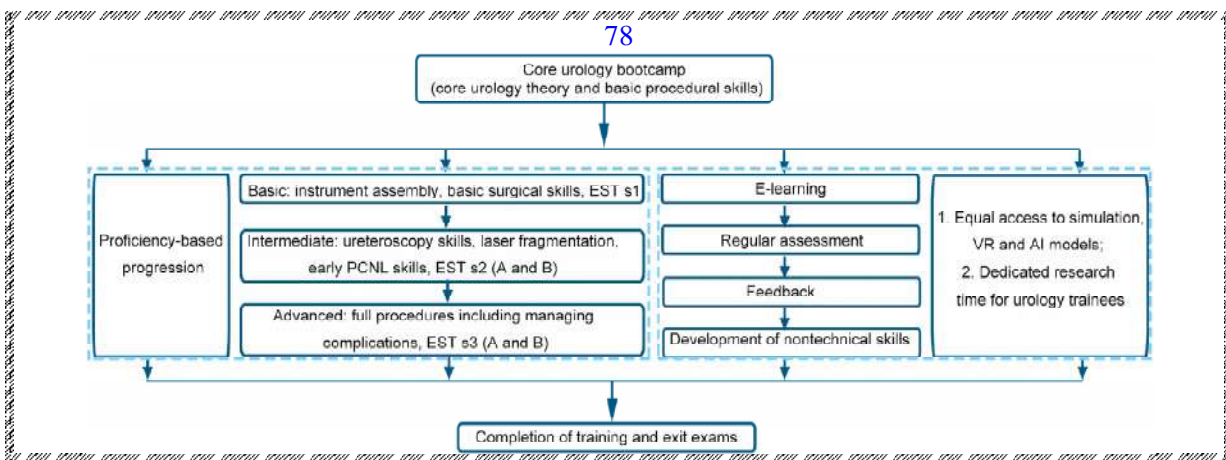 78
Core urology bootcamp
(core urology theory and basic procedural skills)
Proficiency-based
progression
Basic: instrument assembly, basic surgical skills, EST s1
Intermediate: ureteroscopy skills, laser fragmentation,
early PCNL skills, EST s2 (A and B)
Advanced: full procedures including managing
complications, EST s3 (A and B)
E-learning
Regular assessment
Feedback
Development of nontechnical skills
1. Equal access to simulation,
VR and AI models;
2. Dedicated research
time for urology trainees
Completion of training and exit exams